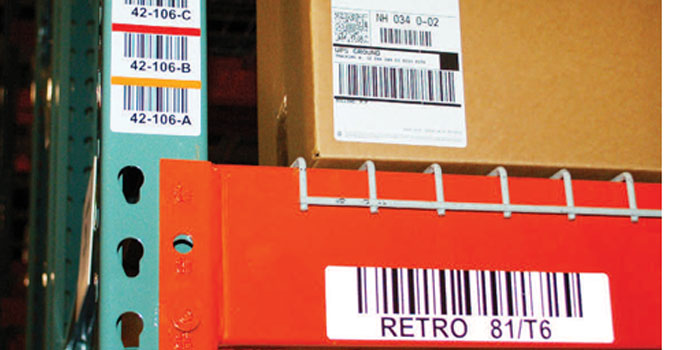 42-106-C
42-106-B
42-106-A
NH 034 0-02
UPS GROUND
RETRO 81/T6